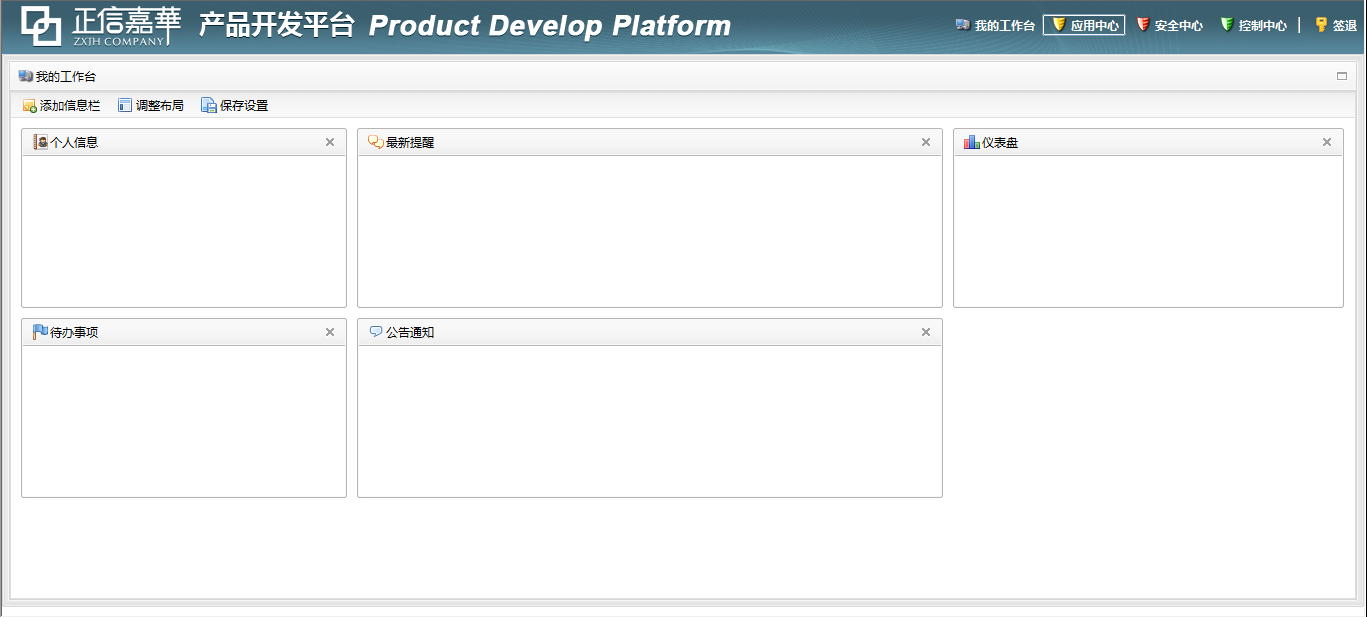 正信嘉華
ZXJH COMPANY
产品开发平台 Product Develop Platform
我的工作台 应用中心 安全中心 控制中心 | 签退
我的工作台
添加信息栏 调整布局 保存设置
个人信息 最新提醒 仪表盘
待办事项 公告通知